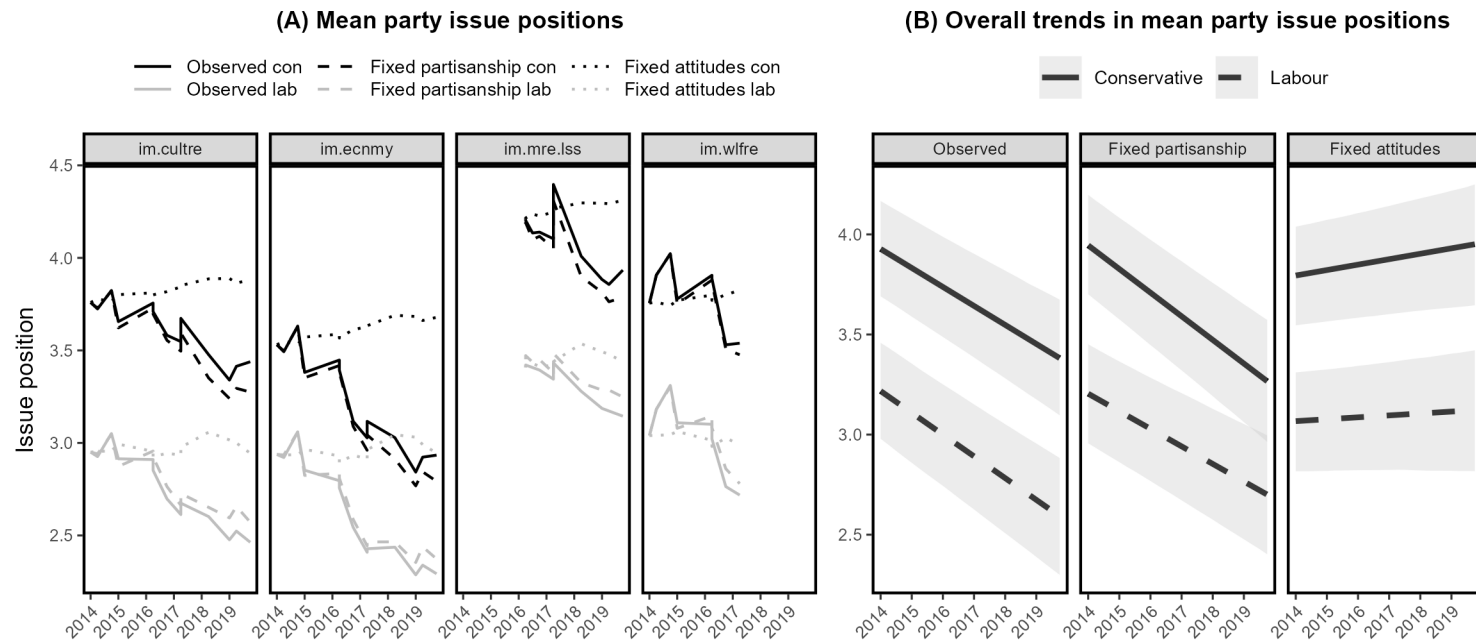 (A) Mean party issue positions
Observed con Fixed partisanship con Fixed attitudes con
Observed lab Fixed partisanship lab Fixed attitudes lab
im.cultre im.ecnmy im.mre.lss im.wlfre
Issue position
4.5
4.0
3.5
3.0
2.5
2014 2015 2016 2017 2018 2019 2014 2015 2016 2017 2018 2019 2014 2015 2016 2017 2018 2019 2014 2015 2016 2017 2018 2019
(B) Overall trends in mean party issue positions
Conservative Labour
Observed Fixed partisanship Fixed attitudes
4.0
3.5
3.0
2.5
2014 2015 2016 2017 2018 2019 2014 2015 2016 2017 2018 2019 2014 2015 2016 2017 2018 2019